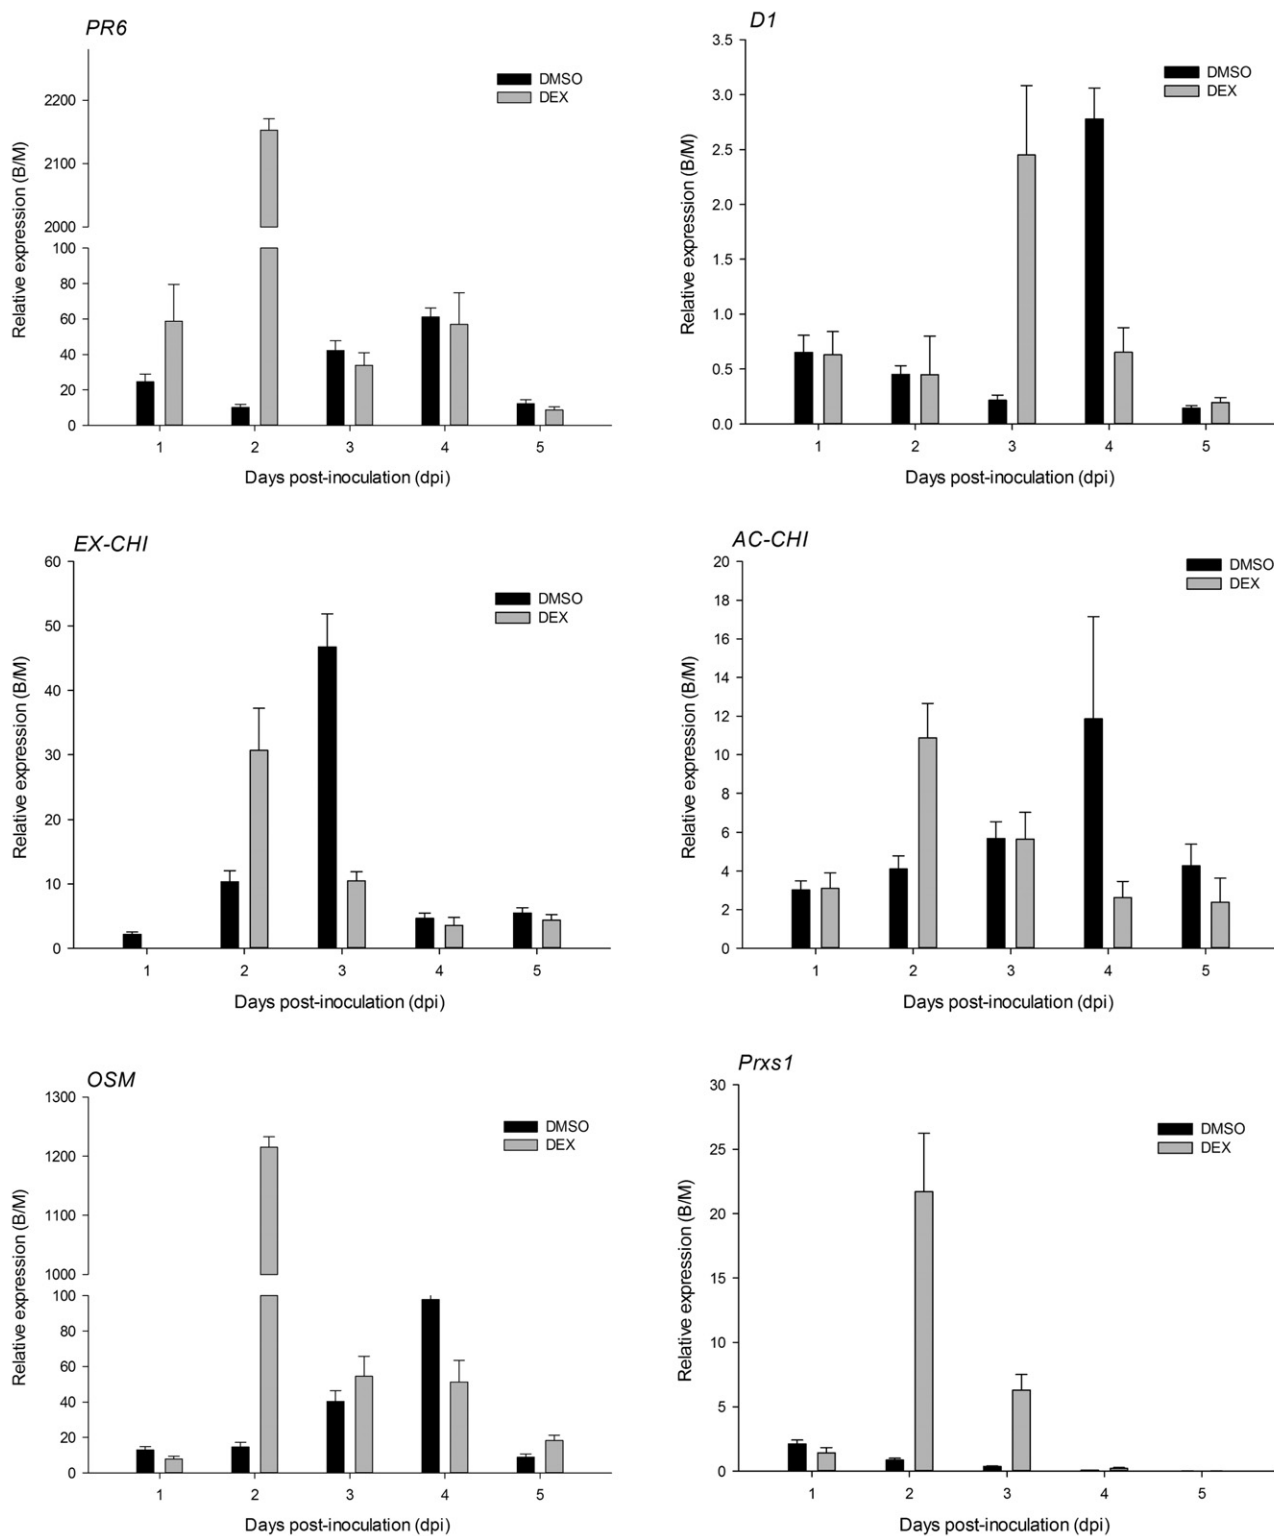 PR6
DMSO
DEX
2200
2100
2000
100
80
60
40
20
0
Relative expression (B/M)
1 2 3 4 5
Days post-inoculation (dpi)
D1
DMSO
DEX
3.5
3.0
2.5
2.0
1.5
1.0
0.5
0.0
Relative expression (B/M)
1 2 3 4 5
Days post-inoculation (dpi)
EX-CHI
DMSO
DEX
60
50
40
30
20
10
0
Relative expression (B/M)
1 2 3 4 5
Days post-inoculation (dpi)
AC-CHI
DMSO
DEX
20
18
16
14
12
10
8
6
4
2
0
Relative expression (B/M)
1 2 3 4 5
Days post-inoculation (dpi)
OSM
DMSO
DEX
1300
1200
1100
1000
100
80
60
40
20
0
Relative expression (B/M)
1 2 3 4 5
Days post-inoculation (dpi)
Prxs1
DMSO
DEX
30
25
20
15
10
5
0
Relative expression (B/M)
1 2 3 4 5
Days post-inoculation (dpi)